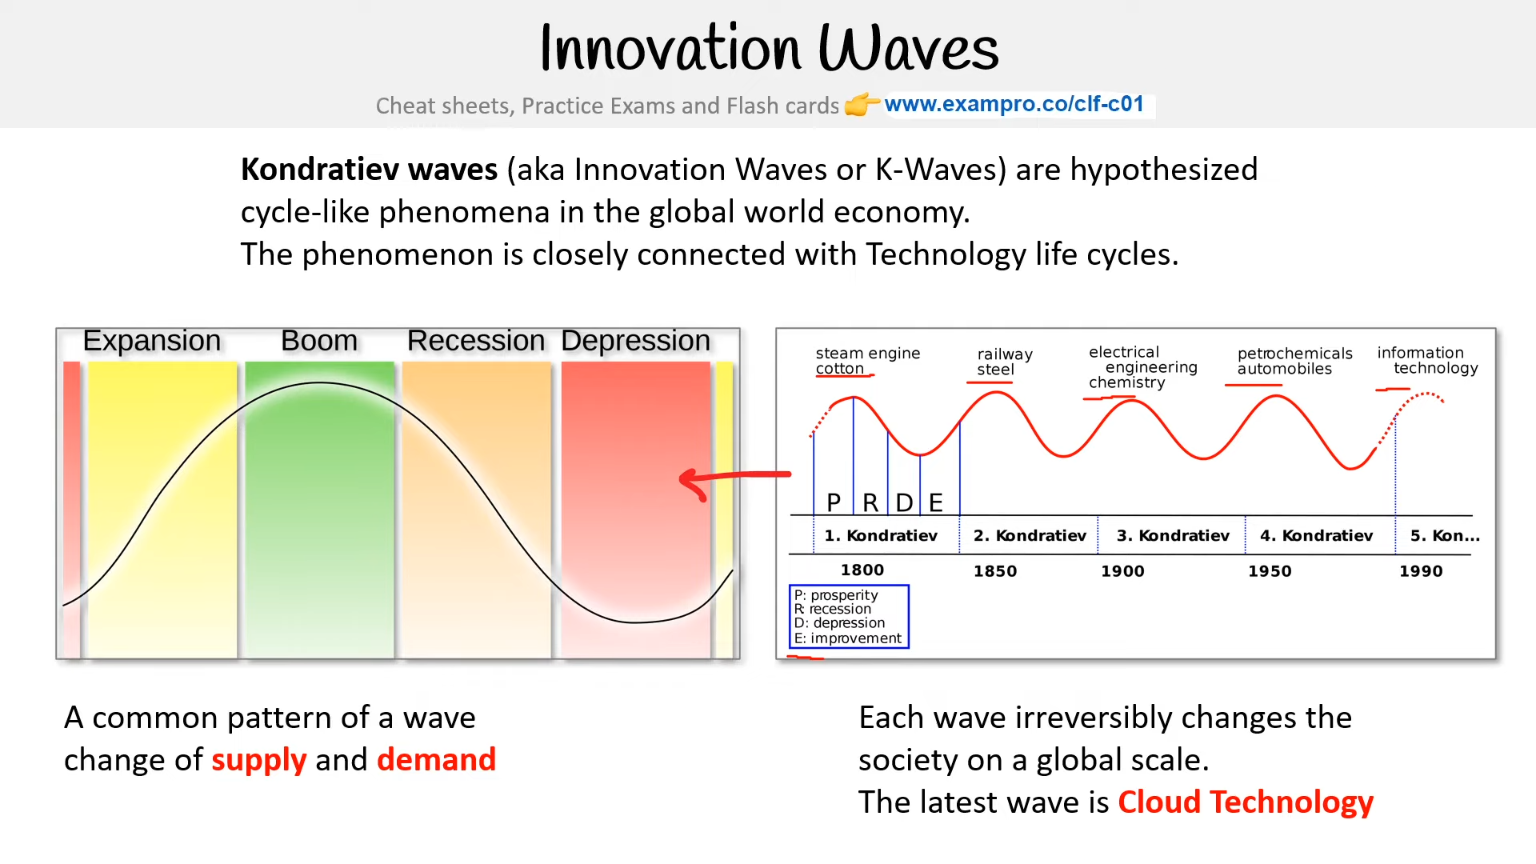 Innovation Waves
Cheat sheets, Practice Exams and Flash cards 👉 www.exampro.co/clf-c01
Kondratiev waves (aka Innovation Waves or K-Waves) are hypothesized
cycle-like phenomena in the global world economy.
The phenomenon is closely connected with Technology life cycles.
Expansion Boom Recession Depression
steam engine
cotton
railway
steel
electrical
engineering
chemistry
petrochemicals
automobiles
information
technology
P R D E
1. Kondratiev 2. Kondratiev 3. Kondratiev 4. Kondratiev 5. Kon...
1800 1850 1900 1950 1990
P: prosperity
R: recession
D: depression
E: improvement
A common pattern of a wave
change of supply and demand
Each wave irreversibly changes the
society on a global scale.
The latest wave is Cloud Technology